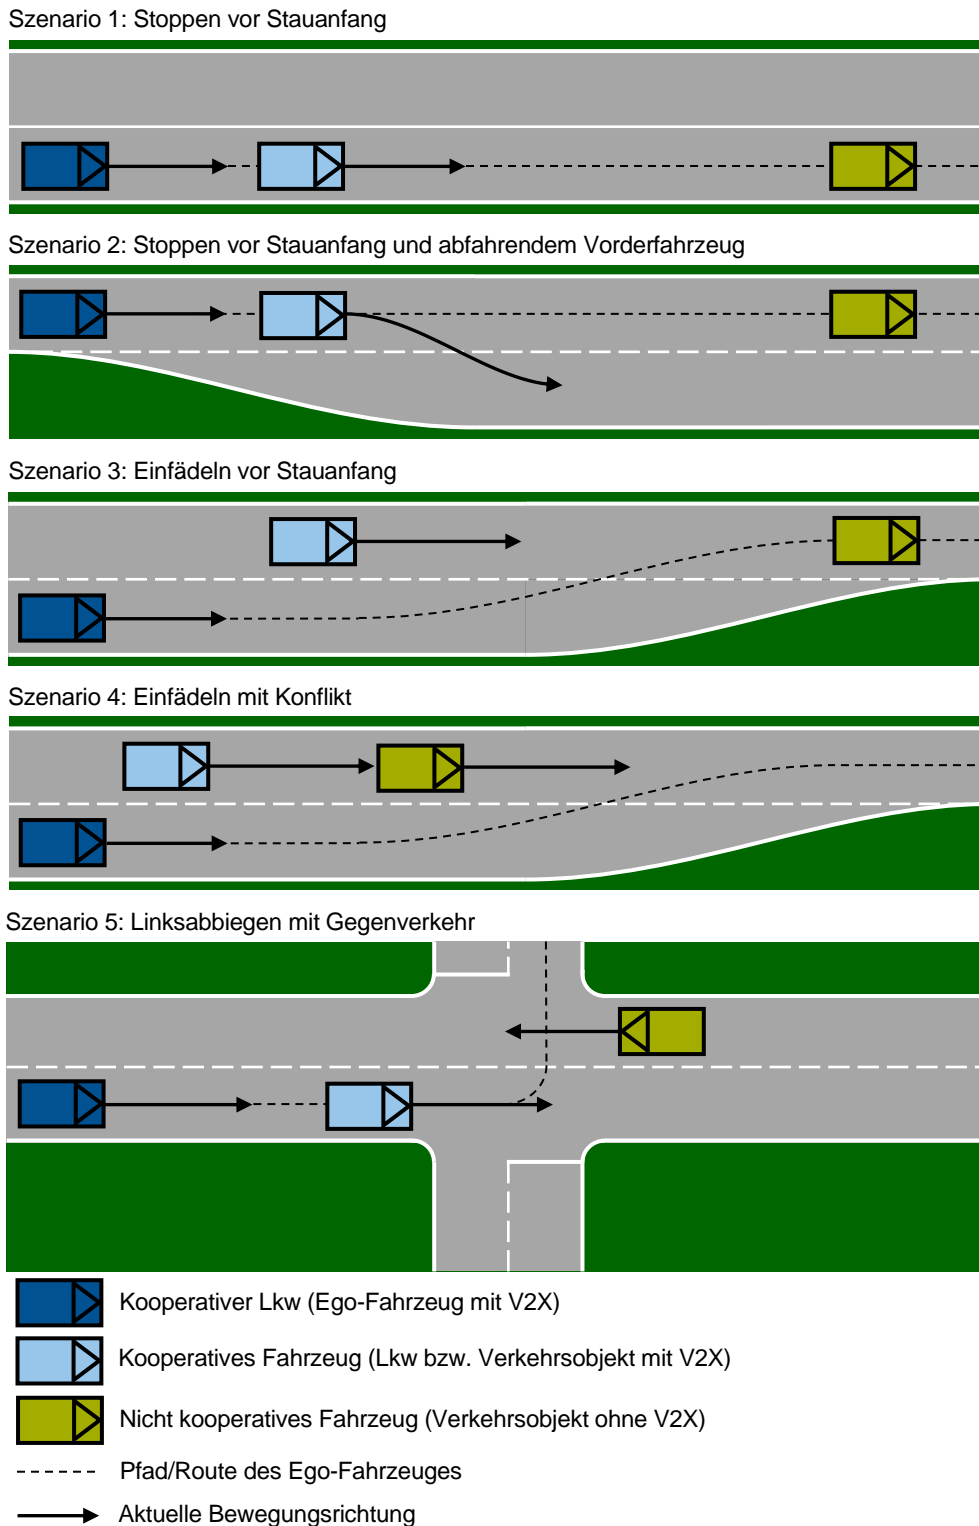 Szenario 1: Stoppen vor Stauanfang
Szenario 2: Stoppen vor Stauanfang und abfahrendem Vorderfahrzeug
Szenario 3: Einfädeln vor Stauanfang
Szenario 4: Einfädeln mit Konflikt
Szenario 5: Linksabbiegen mit Gegenverkehr
Kooperativer Lkw (Ego-Fahrzeug mit V2X)
Kooperatives Fahrzeug (Lkw bzw. Verkehrsobjekt mit V2X)
Nicht kooperatives Fahrzeug (Verkehrsobjekt ohne V2X)
Pfad/Route des Ego-Fahrzeuges
Aktuelle Bewegungsrichtung